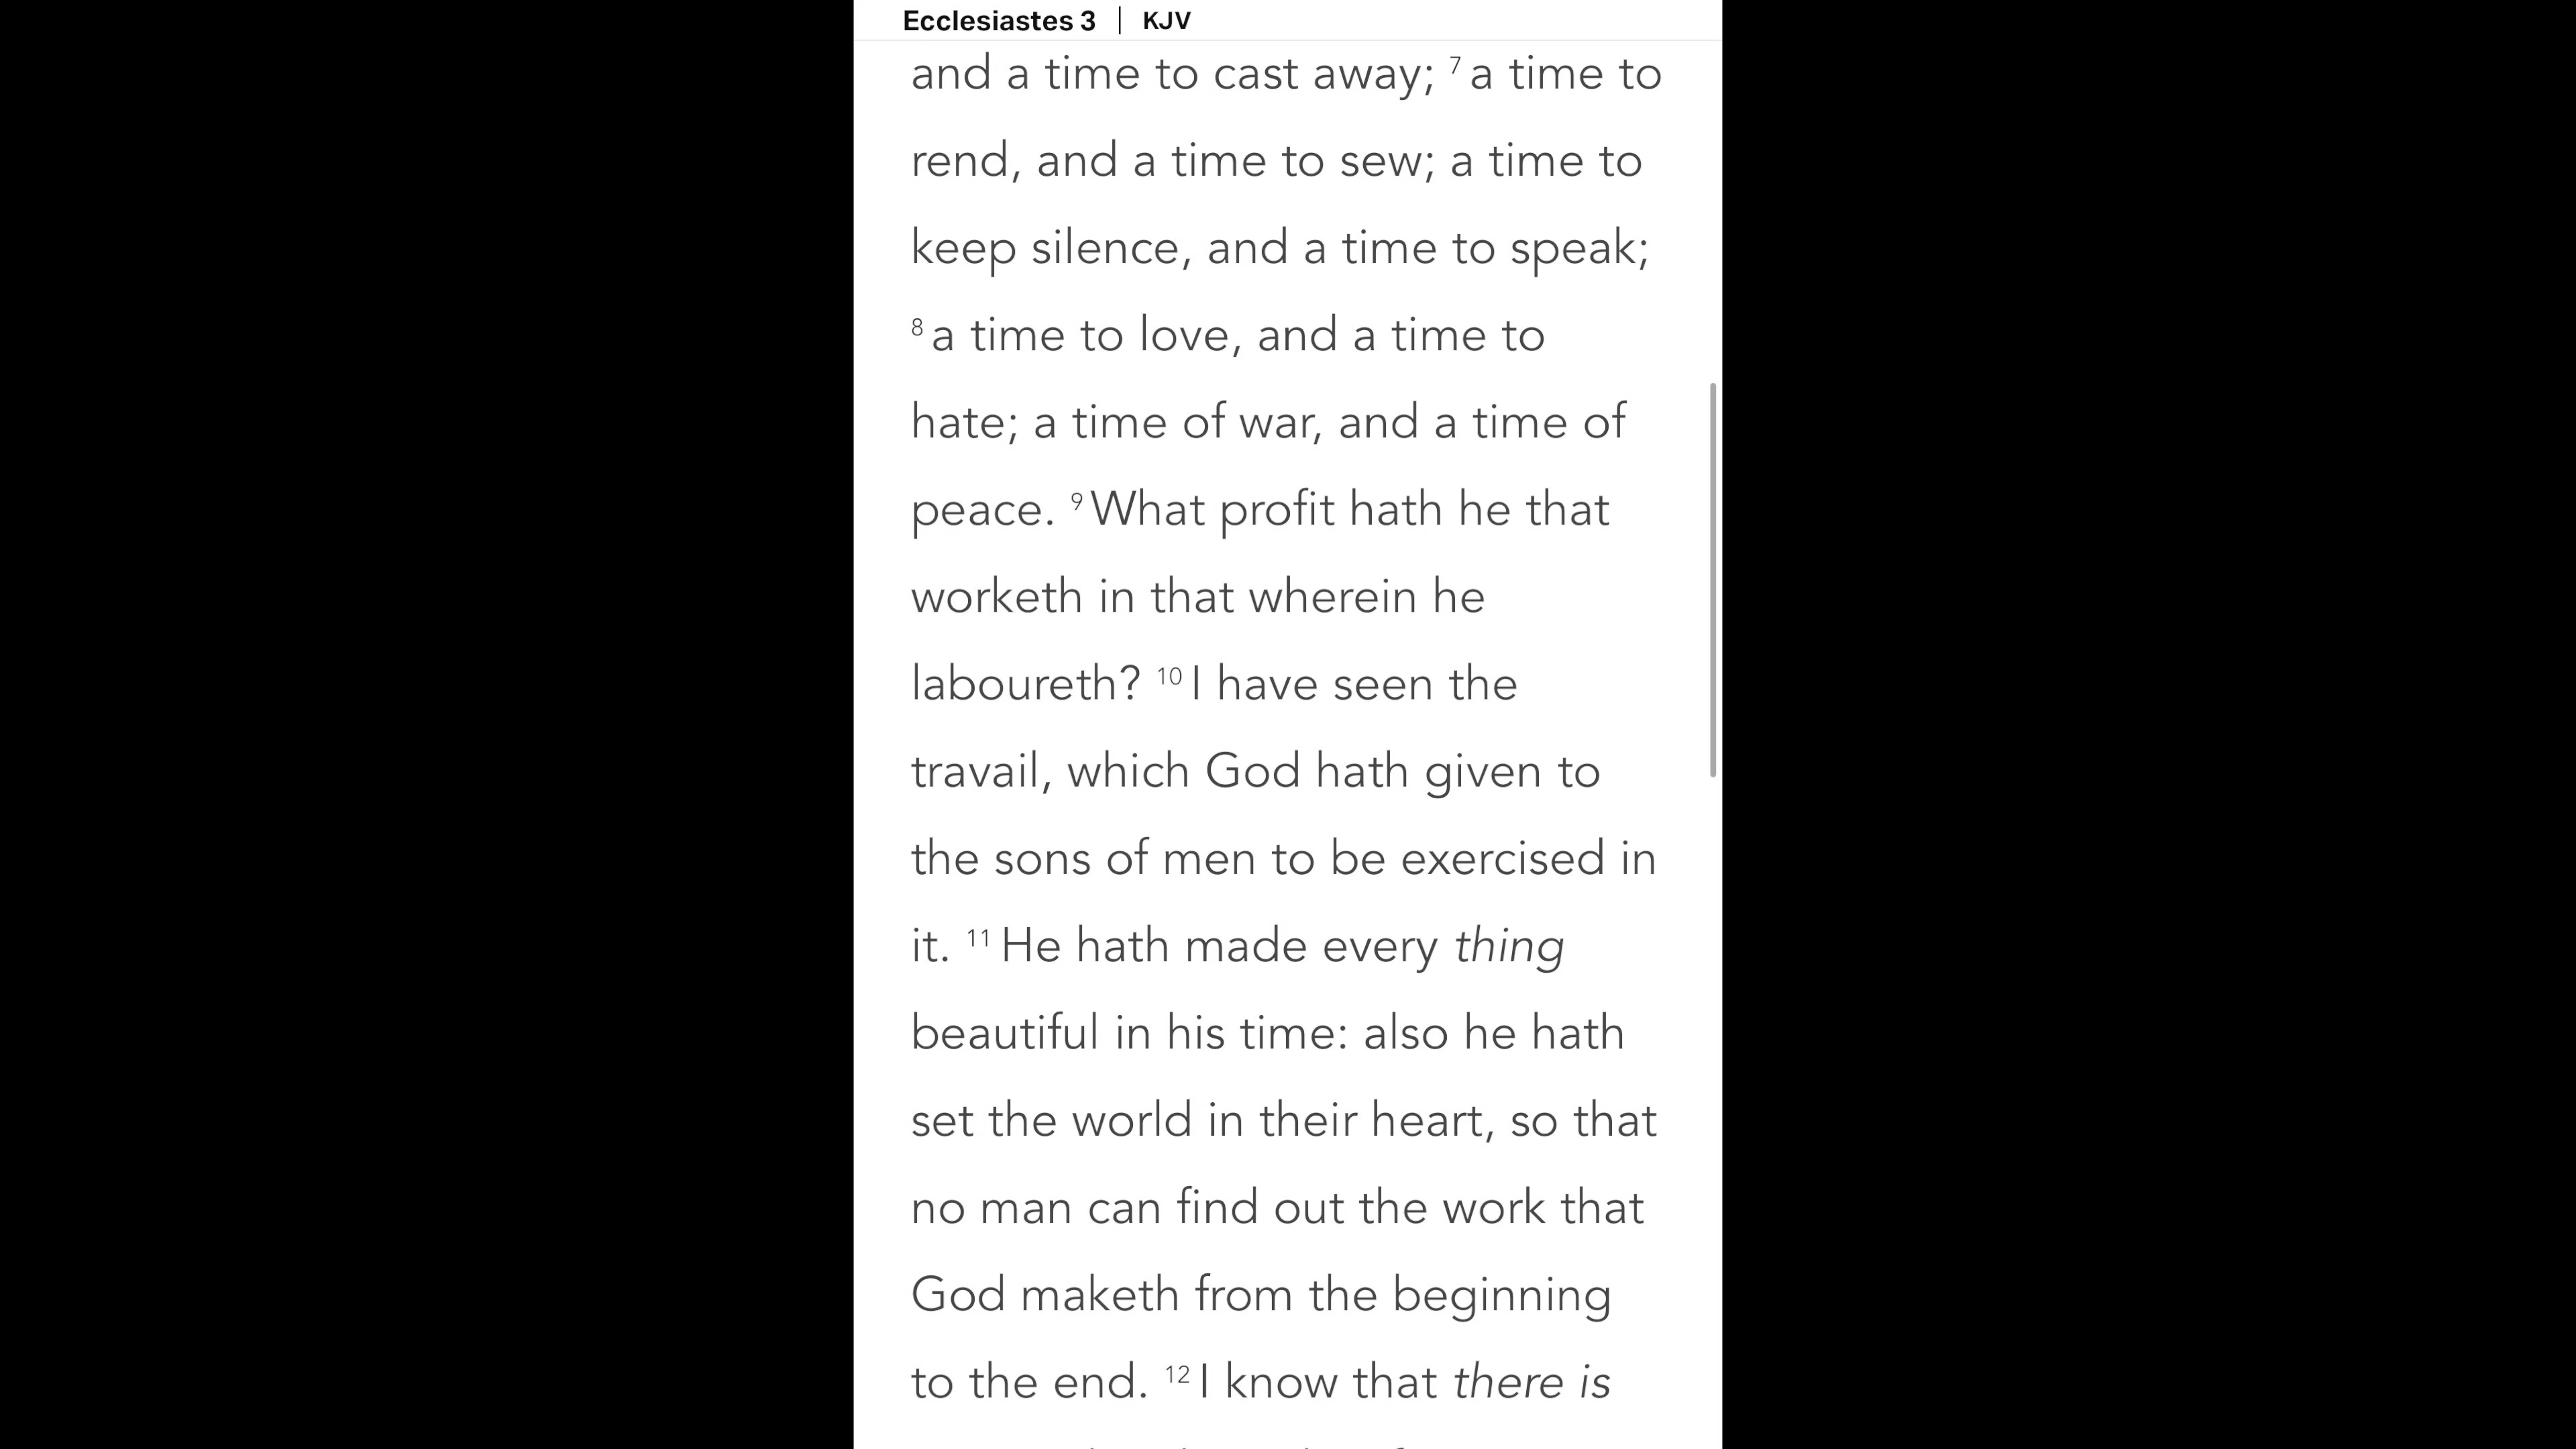 Ecclesiastes 3 | KJV
and a time to cast away; 7 a time to
rend, and a time to sew; a time to
keep silence, and a time to speak;
8 a time to love, and a time to
hate; a time of war, and a time of
peace. 9 What profit hath he that
worketh in that wherein he
laboureth? 10 I have seen the
travail, which God hath given to
the sons of men to be exercised in
it. 11 He hath made every thing
beautiful in his time: also he hath
set the world in their heart, so that
no man can find out the work that
God maketh from the beginning
to the end. 12 I know that there is